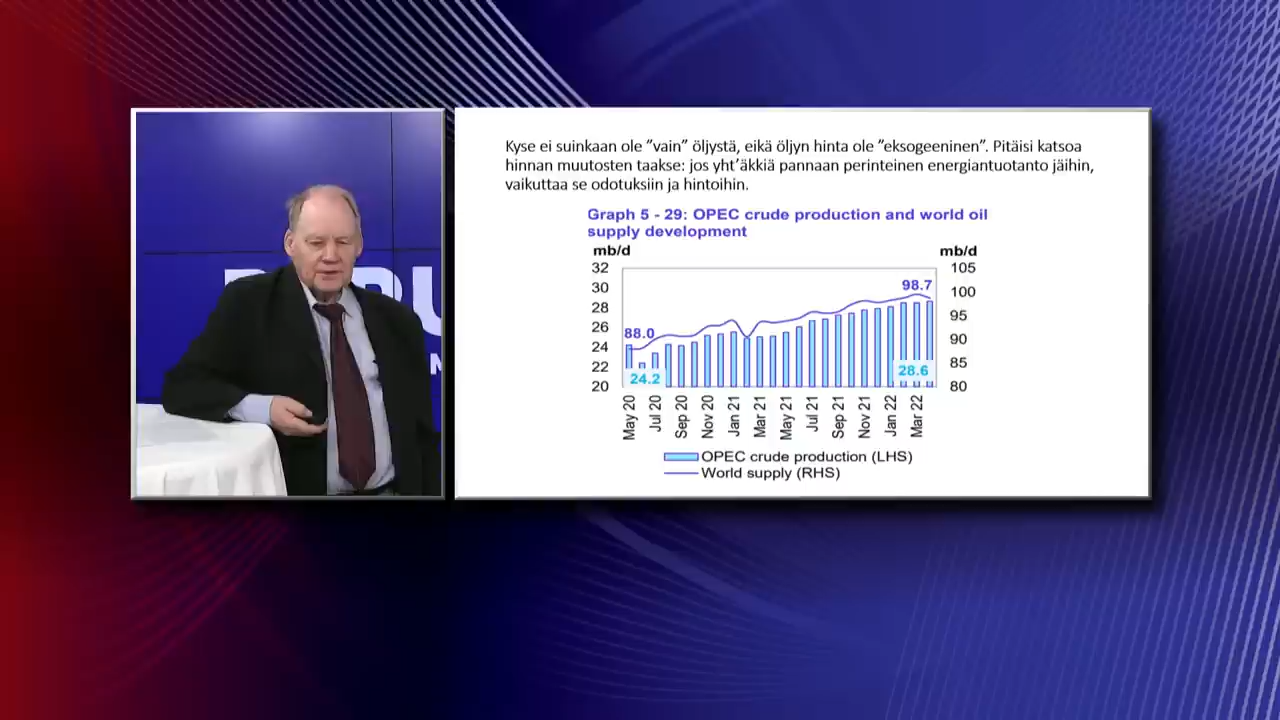 Kyse ei suinkaan ole ”vain” öljystä, eikä öljyn hinta ole ”eksogeeninen”. Pitäisi katsoa
hinnan muutosten taakse: jos yht’äkkiä pannaan perinteinen energiantuotanto jäihin,
vaikuttaa se odotuksiin ja hintoihin.
Graph 5 - 29: OPEC crude production and world oil
supply development
mb/d
mb/d
32
30
28
26
24
22
20
105
100
95
90
85
80
88.0
98.7
24.2
28.6
May 20
Jul 20
Sep 20
Nov 20
Jan 21
Mar 21
May 21
Jul 21
Sep 21
Nov 21
Jan 22
Mar 22
OPEC crude production (LHS)
World supply (RHS)